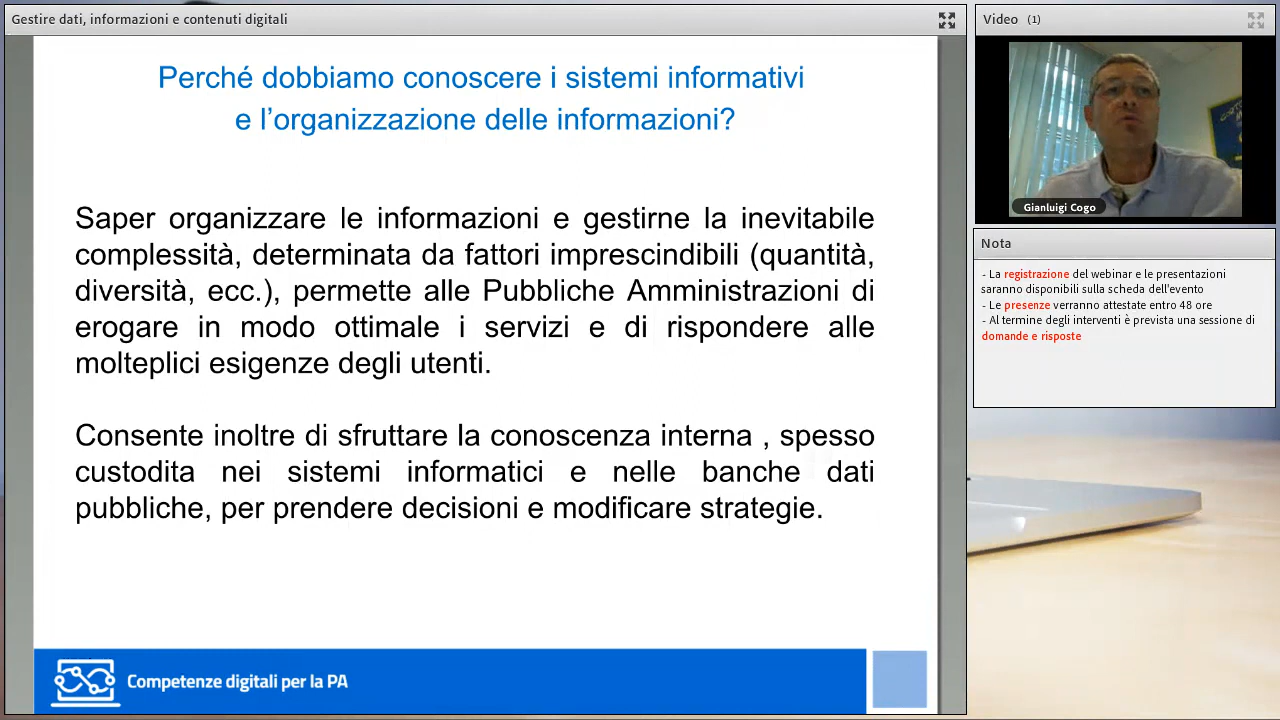 Gestire dati, informazioni e contenuti digitali
Perché dobbiamo conoscere i sistemi informativi
e l’organizzazione delle informazioni?
Saper organizzare le informazioni e gestirne la inevitabile
complessità, determinata da fattori imprescindibili (quantità,
diversità, ecc.), permette alle Pubbliche Amministrazioni di
erogare in modo ottimale i servizi e di rispondere alle
molteplici esigenze degli utenti.
Consente inoltre di sfruttare la conoscenza interna , spesso
custodita nei sistemi informatici e nelle banche dati
pubbliche, per prendere decisioni e modificare strategie.
Competenze digitali per la PA
Video (1)
Gianluigi Cogo
Nota
- La registrazione del webinar e le presentazioni
saranno disponibili sulla scheda dell'evento
- Le presenze verranno attestate entro 48 ore
- Al termine degli interventi è prevista una sessione di
domande e risposte